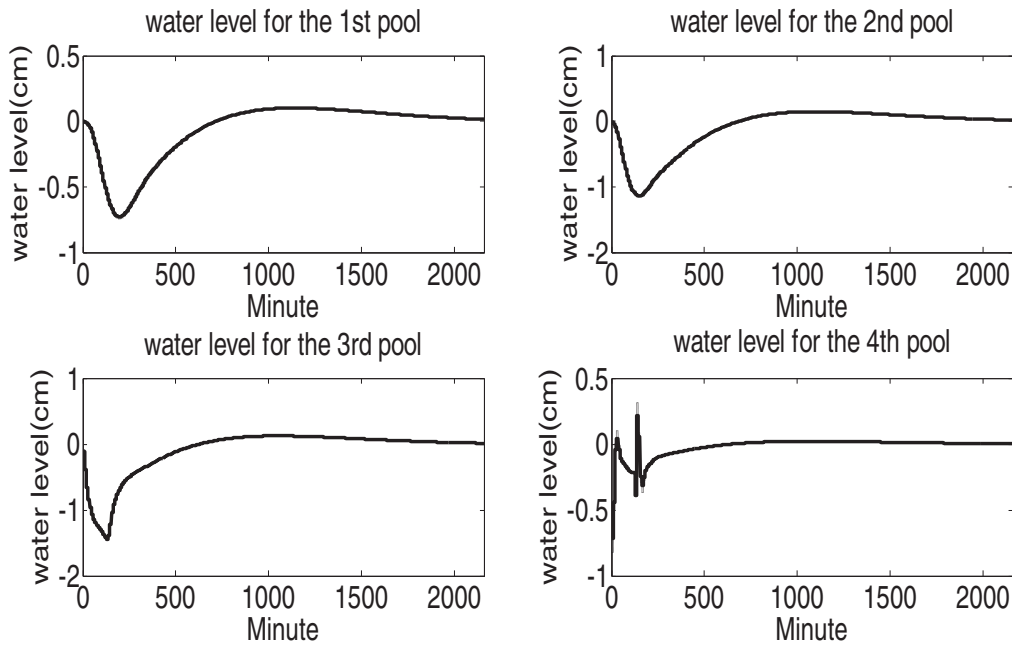 water level for the 1st pool
water level(cm)
0.5
0
-0.5
-1
0 500 1000 1500 2000
Minute
water level for the 2nd pool
water level(cm)
1
0
-1
-2
0 500 1000 1500 2000
Minute
water level for the 3rd pool
water level(cm)
1
0
-1
-2
0 500 1000 1500 2000
Minute
water level for the 4th pool
water level(cm)
0.5
0
-0.5
-1
0 500 1000 1500 2000
Minute